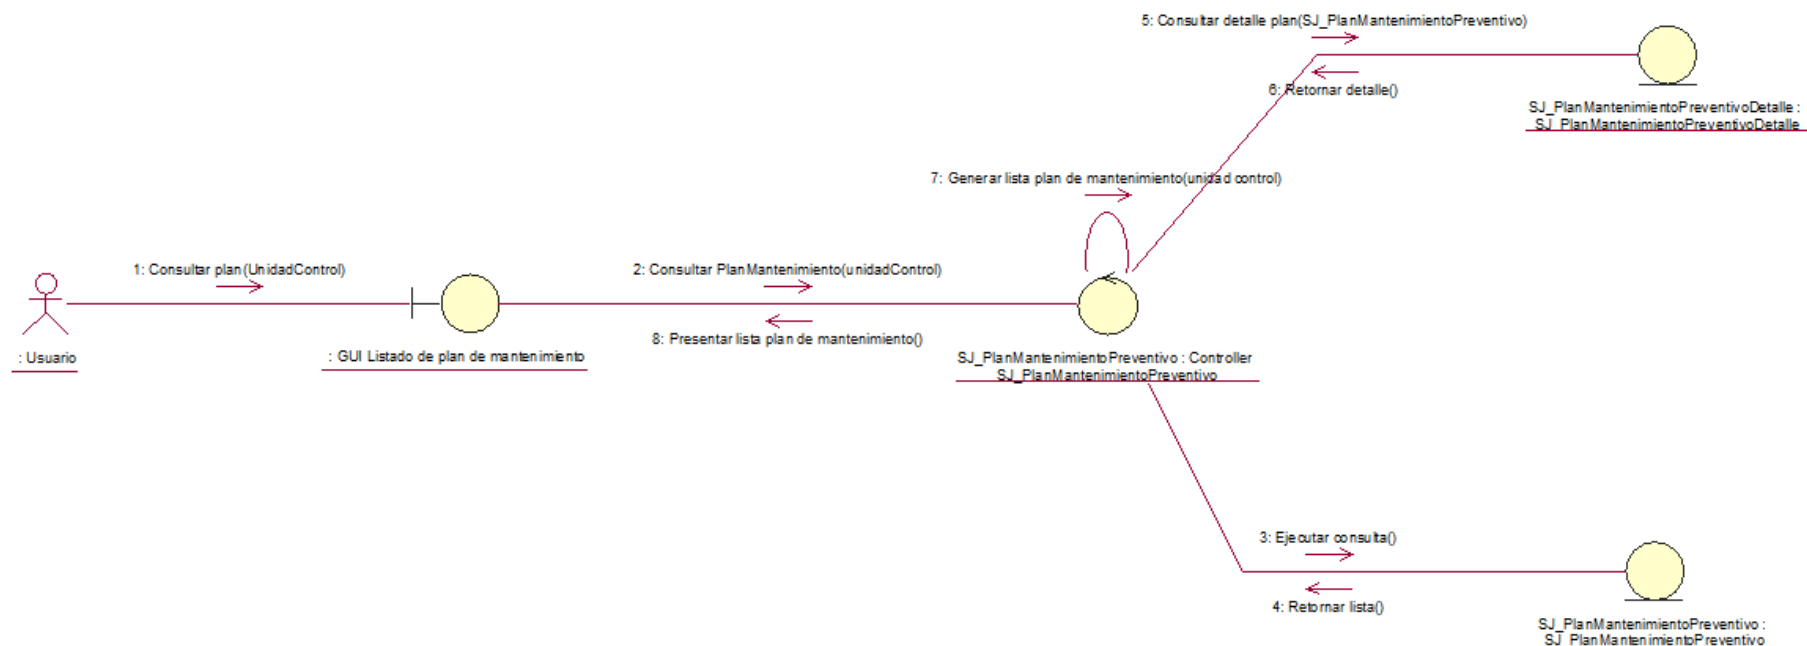 5: Consultar detalle plan(SJ_PlanMantenimientoPreventivo)
6: Retornar detalle()
SJ_PlanMantenimientoPreventivoDetalle :
SJ_PlanMantenimientoPreventivoDetalle
7: Generar lista plan de mantenimiento(unidad control)
1: Consultar plan(UnidadControl)
2: Consultar PlanMantenimiento(unidadControl)
8: Presentar lista plan de mantenimiento()
: Usuario
: GUI Listado de plan de mantenimiento
SJ_PlanMantenimientoPreventivo : Controller
SJ_PlanMantenimientoPreventivo
3: Ejecutar consulta()
4: Retornar lista()
SJ_PlanMantenimientoPreventivo :
SJ_PlanMantenimientoPreventivo